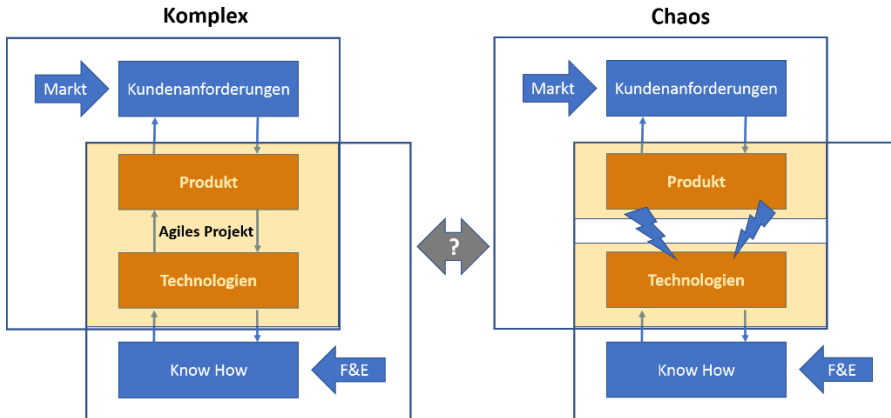 Komplex
Markt
Kundenanforderungen
Produkt
Agiles Projekt
Technologien
Know How
F&E
?
Chaos
Markt
Kundenanforderungen
Produkt
Technologien
Know How
F&E